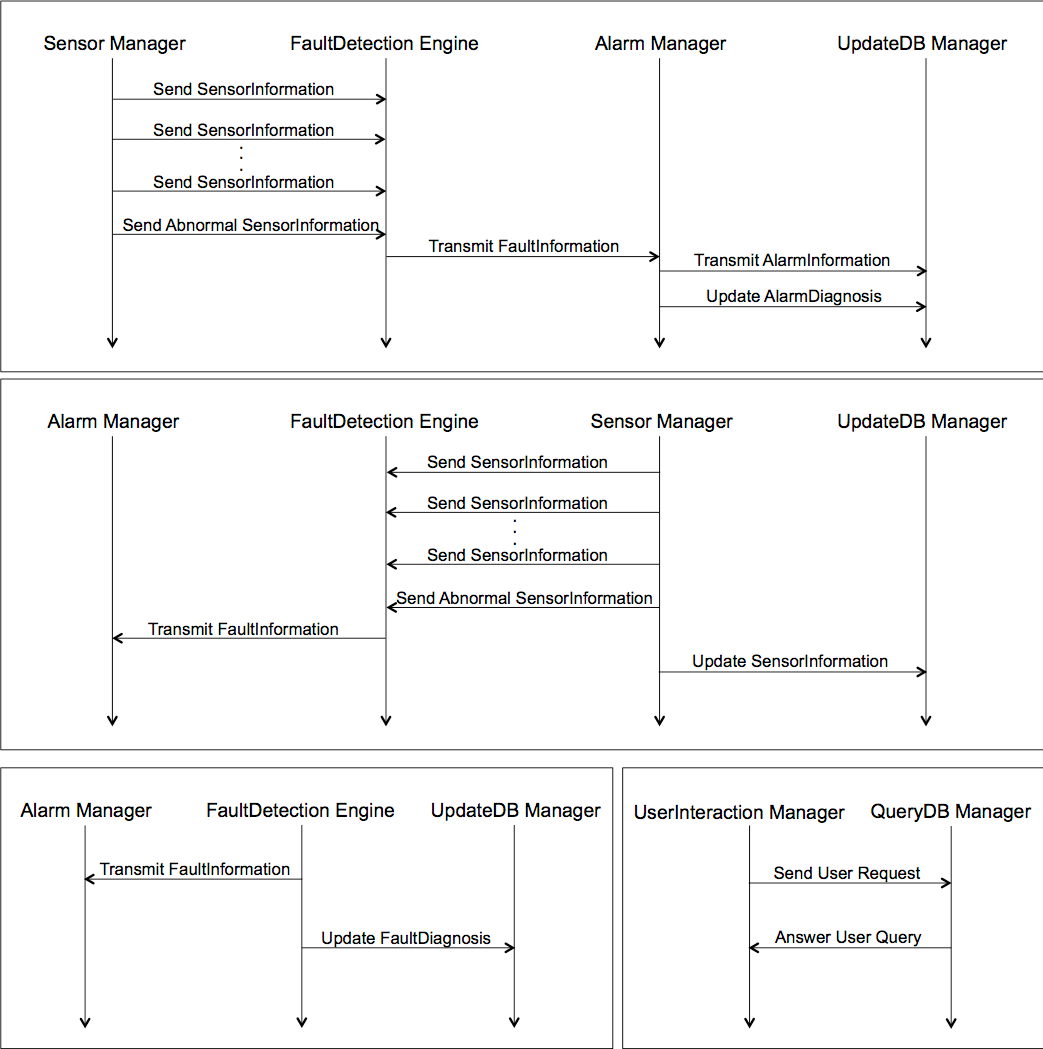 Sensor Manager
FaultDetection Engine
Alarm Manager
UpdateDB Manager
Send SensorInformation
Send SensorInformation
Send SensorInformation
Send Abnormal SensorInformation
Transmit FaultInformation
Transmit AlarmInformation
Update AlarmDiagnosis
Alarm Manager
FaultDetection Engine
Sensor Manager
UpdateDB Manager
Send SensorInformation
Send SensorInformation
Send SensorInformation
Send Abnormal SensorInformation
Transmit FaultInformation
Update SensorInformation
Alarm Manager
FaultDetection Engine
UpdateDB Manager
Transmit FaultInformation
Update FaultDiagnosis
UserInteraction Manager
QueryDB Manager
Send User Request
Answer User Query